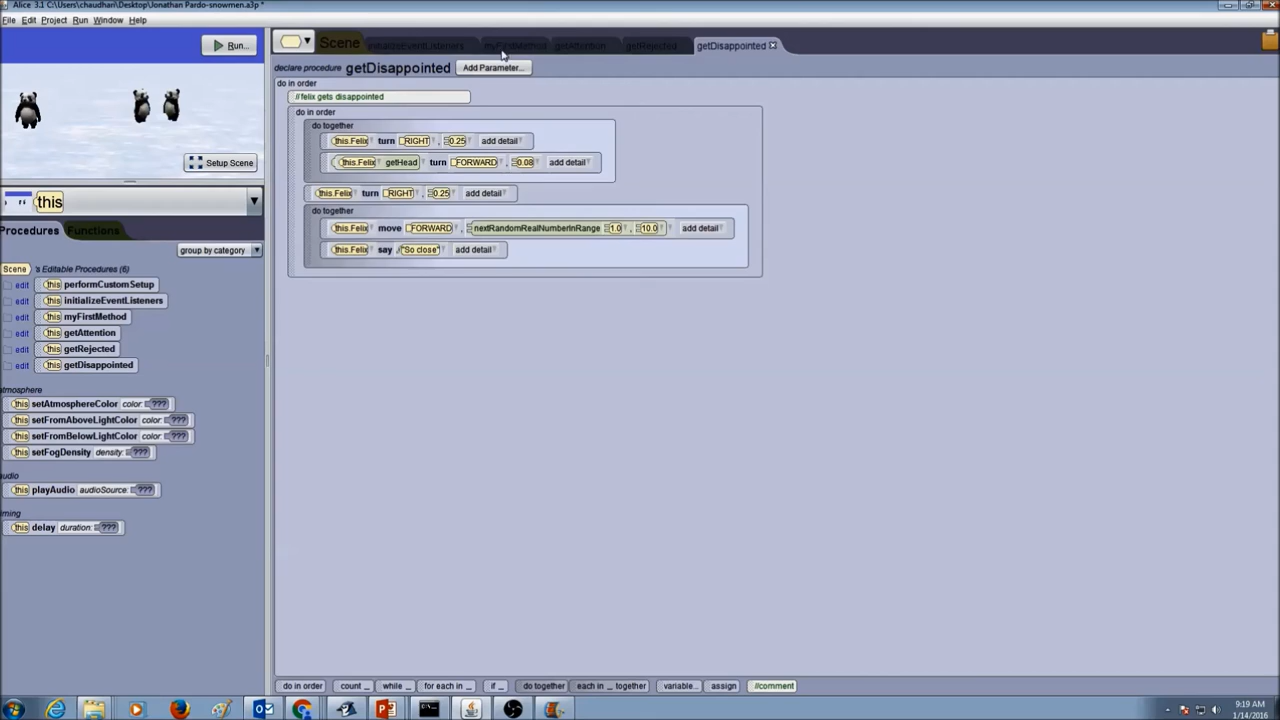 Alice 3.1 C:\Users\chaudhari\Desktop\Jonathan Pardo-snowmen.a3p *
File Edit Project Run Window Help
Run...
Setup Scene
this
Procedures Functions
group by category
Scene 's Editable Procedures (6)
edit this performCustomSetup
edit this initializeEventListeners
edit this myFirstMethod
edit this getAttention
edit this getRejected
edit this getDisappointed
atmosphere
this setAtmosphereColor color: ???
this setFromAboveLightColor color: ???
this setFromBelowLightColor color: ???
this setFogDensity density: ???
audio
this playAudio audioSource: ???
timing
this delay duration: ???
Scene initializeEventListeners myFirstMethod getAttention getRejected getDisappointed
declare procedure getDisappointed Add Parameter...
do in order
//felix gets disappointed
do in order
do together
this.Felix turn RIGHT , 0.25 add detail
this.Felix getHead turn FORWARD , 0.08 add detail
this.Felix turn RIGHT , 0.25 add detail
do together
this.Felix move FORWARD , nextRandomRealNumberInRange 1.0 , 10.0 add detail
this.Felix say "So close" add detail
do in order count _ while _ for each in _ if _ do together each in _ together variable... assign //comment
9:19 AM
1/14/2016